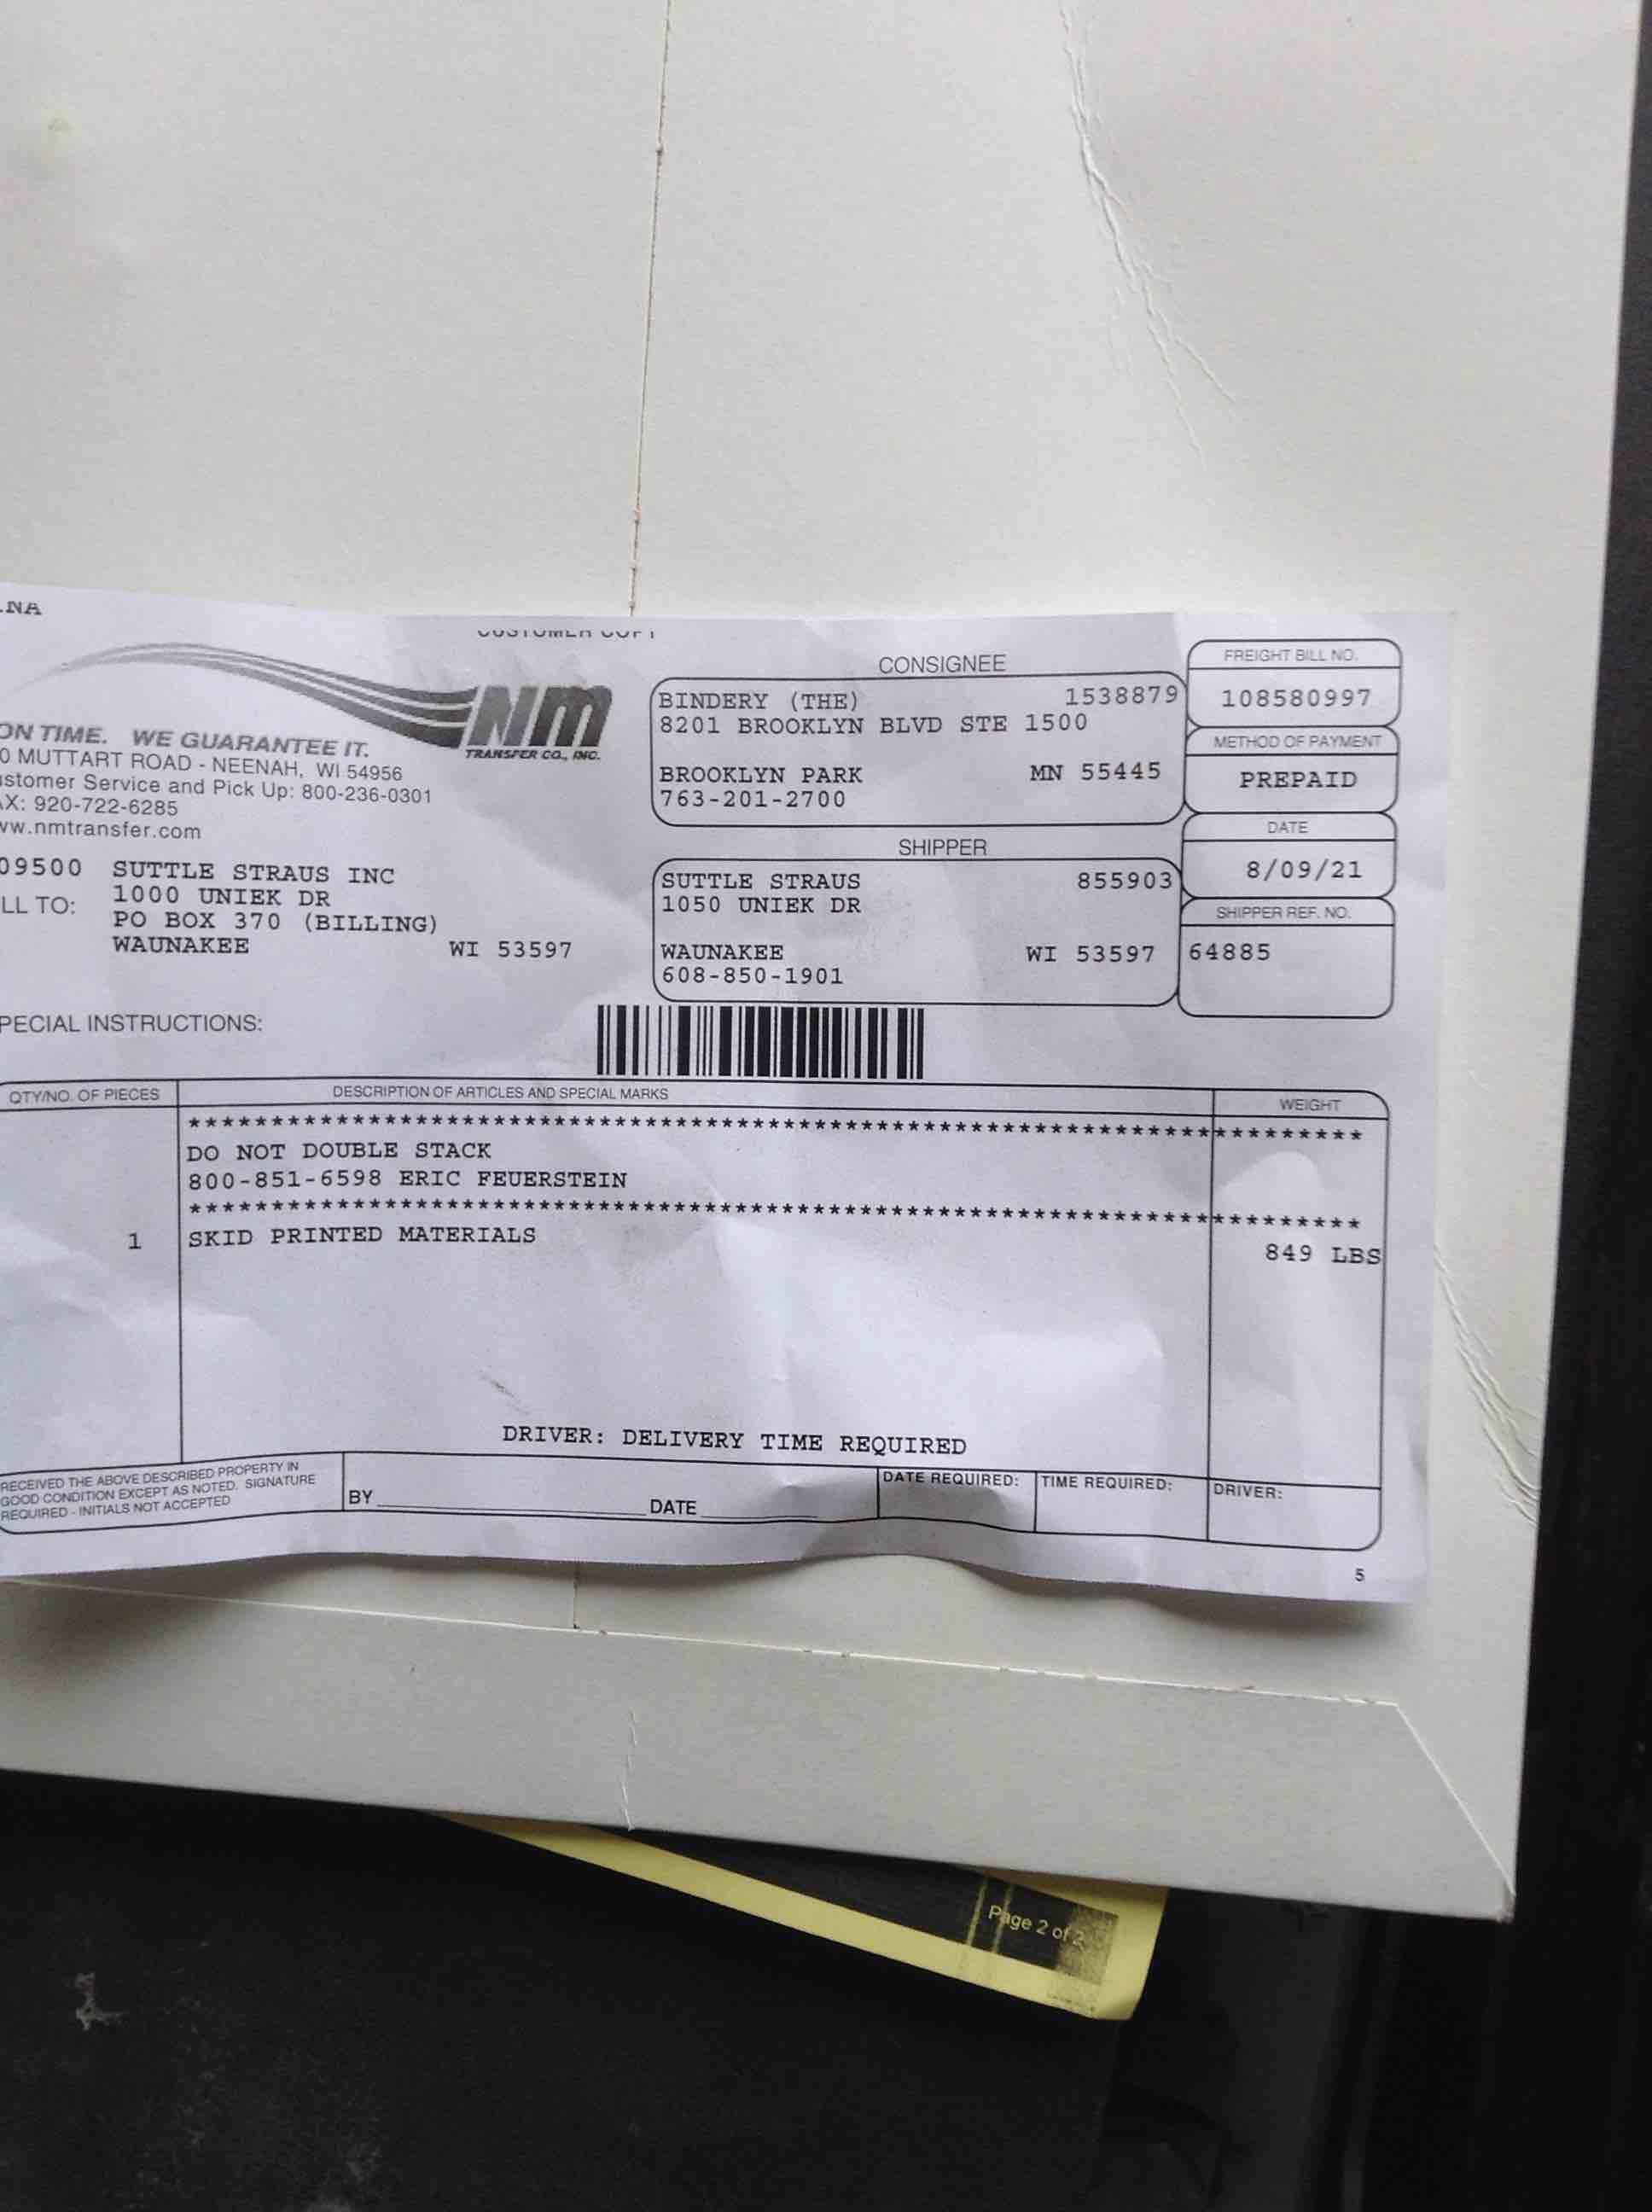 .NA
CUSTOMER COPY
NM
TRANSFER CO., INC.
ON TIME. WE GUARANTEE IT.
0 MUTTART ROAD - NEENAH, WI 54956
ustomer Service and Pick Up: 800-236-0301
AX: 920-722-6285
ww.nmtransfer.com
09500 SUTTLE STRAUS INC
LL TO: 1000 UNIEK DR
PO BOX 370 (BILLING)
WAUNAKEE WI 53597
CONSIGNEE
BINDERY (THE) 1538879
8201 BROOKLYN BLVD STE 1500
BROOKLYN PARK MN 55445
763-201-2700
SHIPPER
SUTTLE STRAUS 855903
1050 UNIEK DR
WAUNAKEE WI 53597
608-850-1901
FREIGHT BILL NO.
108580997
METHOD OF PAYMENT
PREPAID
DATE
8/09/21
SHIPPER REF. NO.
64885
PECIAL INSTRUCTIONS:
QTY/NO. OF PIECES DESCRIPTION OF ARTICLES AND SPECIAL MARKS WEIGHT
************************************************************************
DO NOT DOUBLE STACK
800-851-6598 ERIC FEUERSTEIN
************************************************************************
1 SKID PRINTED MATERIALS 849 LBS
DRIVER: DELIVERY TIME REQUIRED
RECEIVED THE ABOVE DESCRIBED PROPERTY IN
GOOD CONDITION EXCEPT AS NOTED. SIGNATURE
REQUIRED - INITIALS NOT ACCEPTED
BY DATE
DATE REQUIRED: TIME REQUIRED: DRIVER:
5
Page 2 of 2